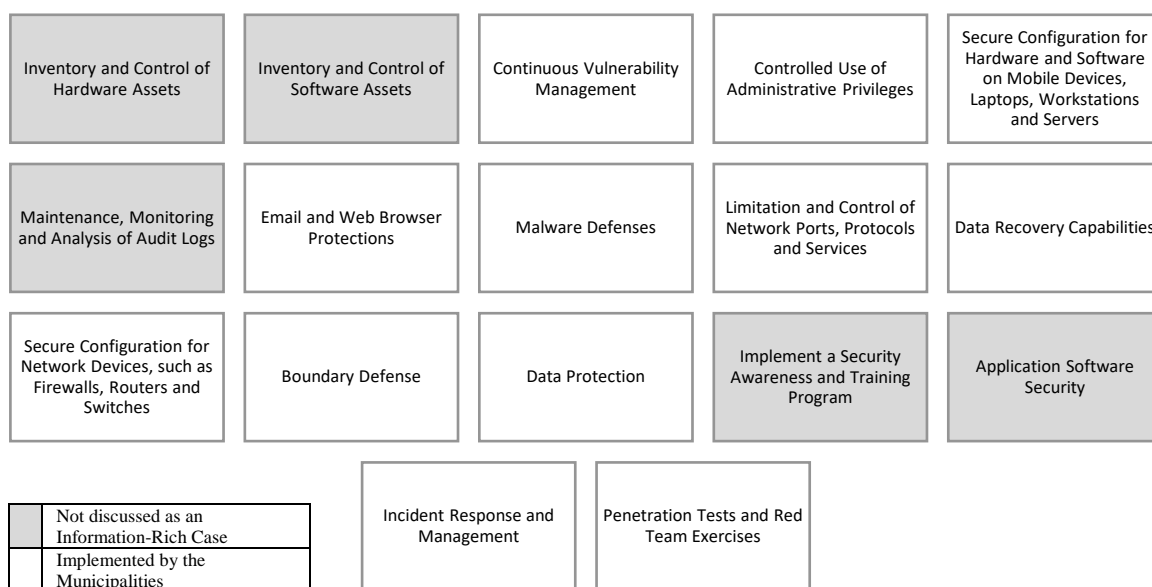 Inventory and Control of
Hardware Assets
Inventory and Control of
Software Assets
Continuous Vulnerability
Management
Controlled Use of
Administrative Privileges
Secure Configuration for
Hardware and Software
on Mobile Devices,
Laptops, Workstations
and Servers
Maintenance, Monitoring
and Analysis of Audit Logs
Email and Web Browser
Protections
Malware Defenses
Limitation and Control of
Network Ports, Protocols
and Services
Data Recovery Capabilities
Secure Configuration for
Network Devices, such as
Firewalls, Routers and
Switches
Boundary Defense
Data Protection
Implement a Security
Awareness and Training
Program
Application Software
Security
Incident Response and
Management
Penetration Tests and Red
Team Exercises
Not discussed as an
Information-Rich Case
Implemented by the
Municipalities